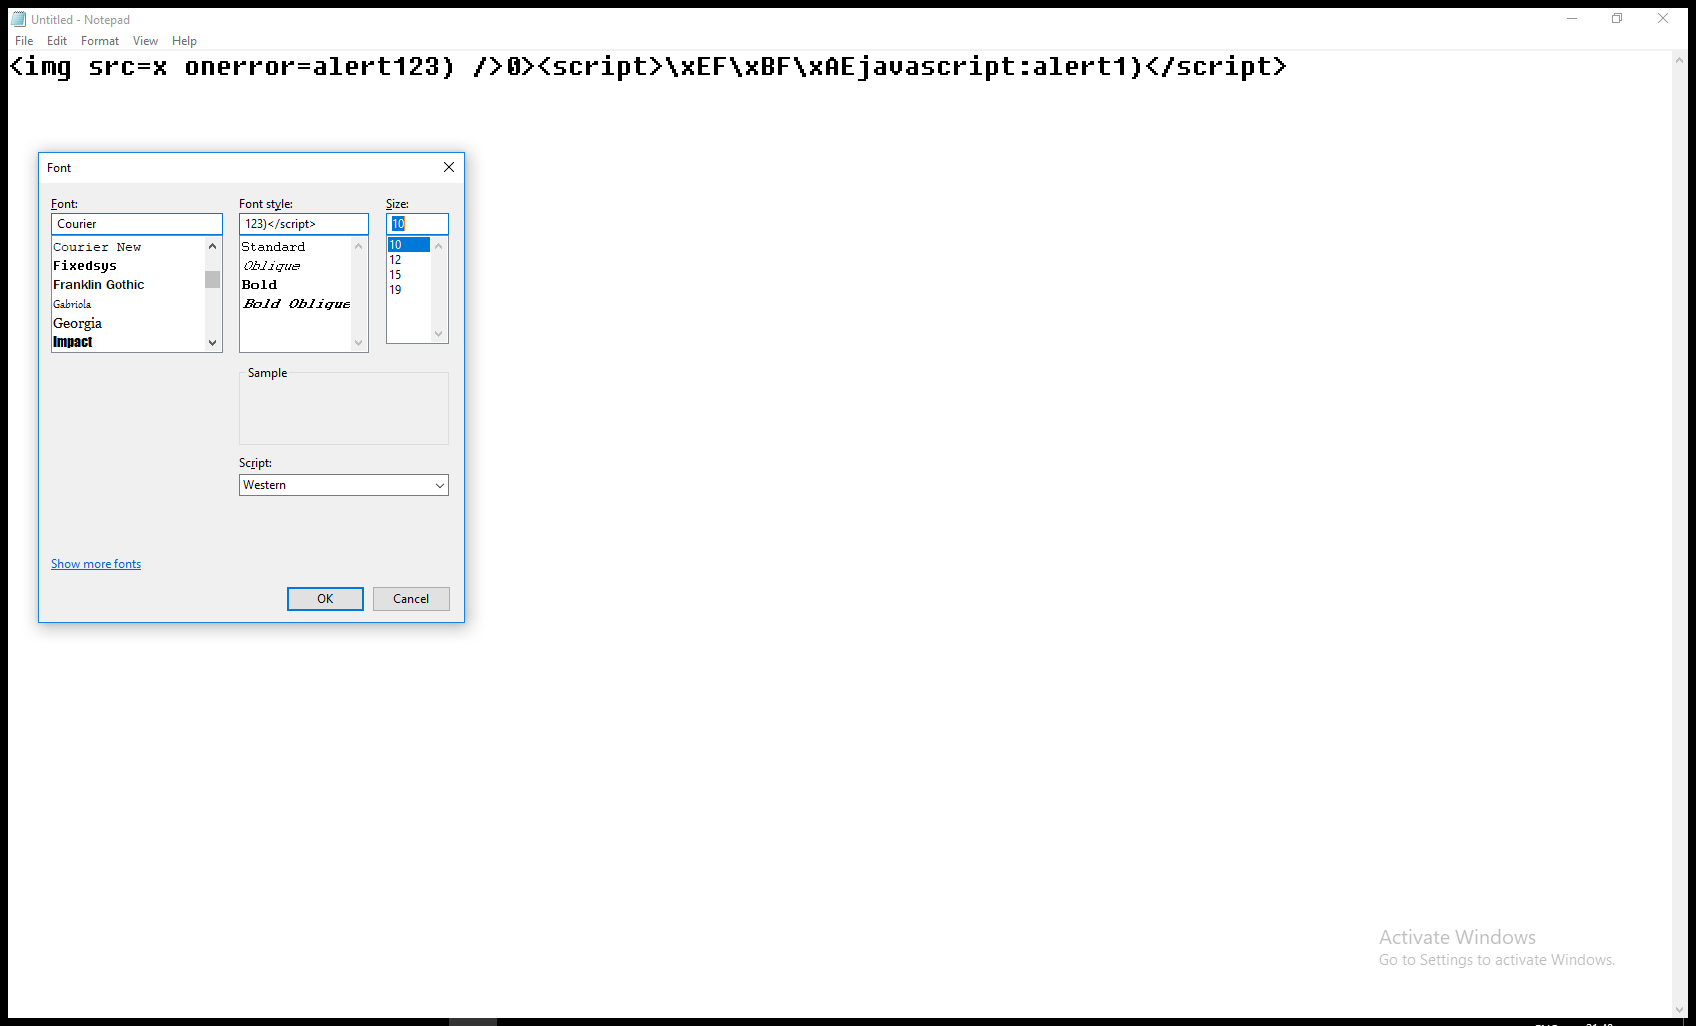 Untitled - Notepad
File Edit Format View Help
<img src=x onerror=alert123) />0><script>\xEF\xBF\xAEjavascript:alert1)</script>
Font
Font: Font style: Size:
Courier 123)</script> 10
Courier New Standard 10
Fixedsys Oblique 12
Franklin Gothic Bold 15
Gabriola Bold Oblique 19
Georgia
Impact
Sample
Script:
Western
Show more fonts
OK Cancel
Activate Windows
Go to Settings to activate Windows.